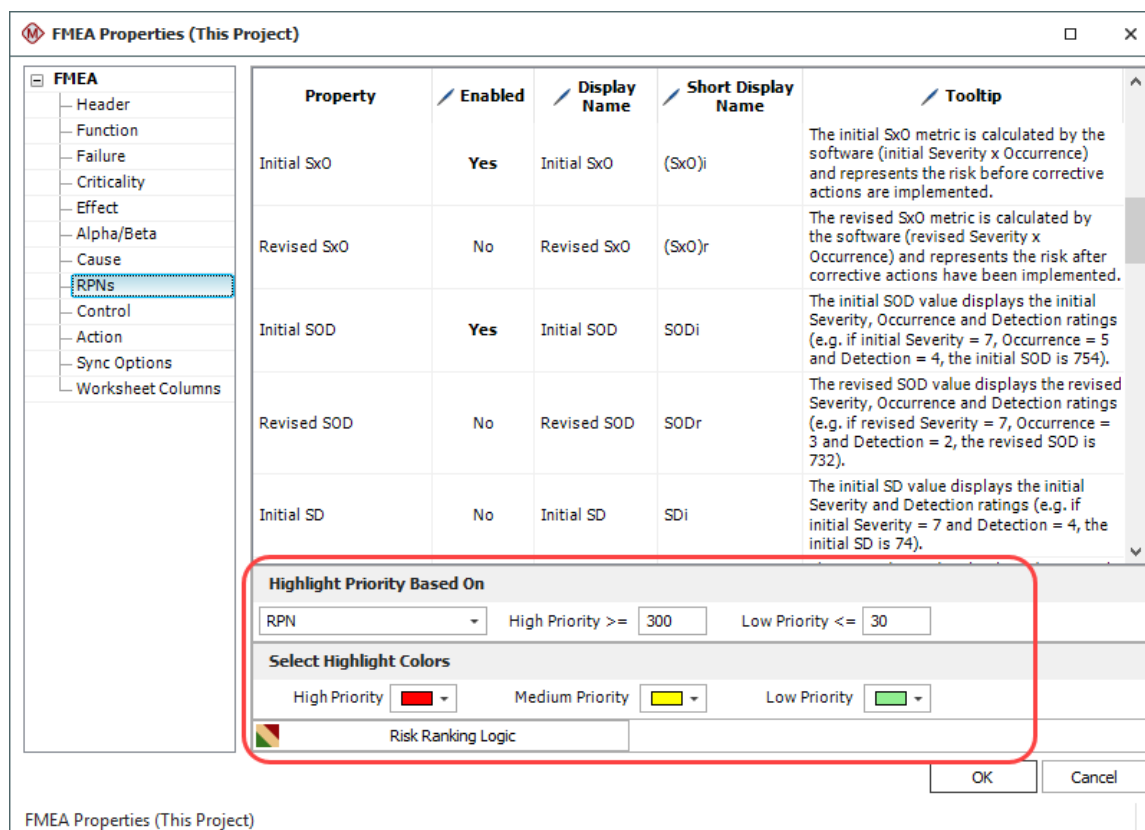 FMEA Properties (This Project)
FMEA
Header
Function
Failure
Criticality
Effect
Alpha/Beta
Cause
RPNs
Control
Action
Sync Options
Worksheet Columns
Property
Enabled
Display
Name
Short Display
Name
Tooltip
Initial SxO
Yes
Initial SxO
(SxO)i
The initial SxO metric is calculated by the
software (initial Severity x Occurrence)
and represents the risk before corrective
actions are implemented.
Revised SxO
No
Revised SxO
(SxO)r
The revised SxO metric is calculated by
the software (revised Severity x
Occurrence) and represents the risk after
corrective actions have been implemented.
Initial SOD
Yes
Initial SOD
SODi
The initial SOD value displays the initial
Severity, Occurrence and Detection ratings
(e.g. if initial Severity = 7, Occurrence = 5
and Detection = 4, the initial SOD is 754).
Revised SOD
No
Revised SOD
SODr
The revised SOD value displays the revised
Severity, Occurrence and Detection ratings
(e.g. if revised Severity = 7, Occurrence =
3 and Detection = 2, the revised SOD is
732).
Initial SD
No
Initial SD
SDi
The initial SD value displays the initial
Severity and Detection ratings (e.g. if
initial Severity = 7 and Detection = 4, the
initial SD is 74).
Highlight Priority Based On
RPN
High Priority >= 300
Low Priority <= 30
Select Highlight Colors
High Priority
Medium Priority
Low Priority
Risk Ranking Logic
OK
Cancel
FMEA Properties (This Project)